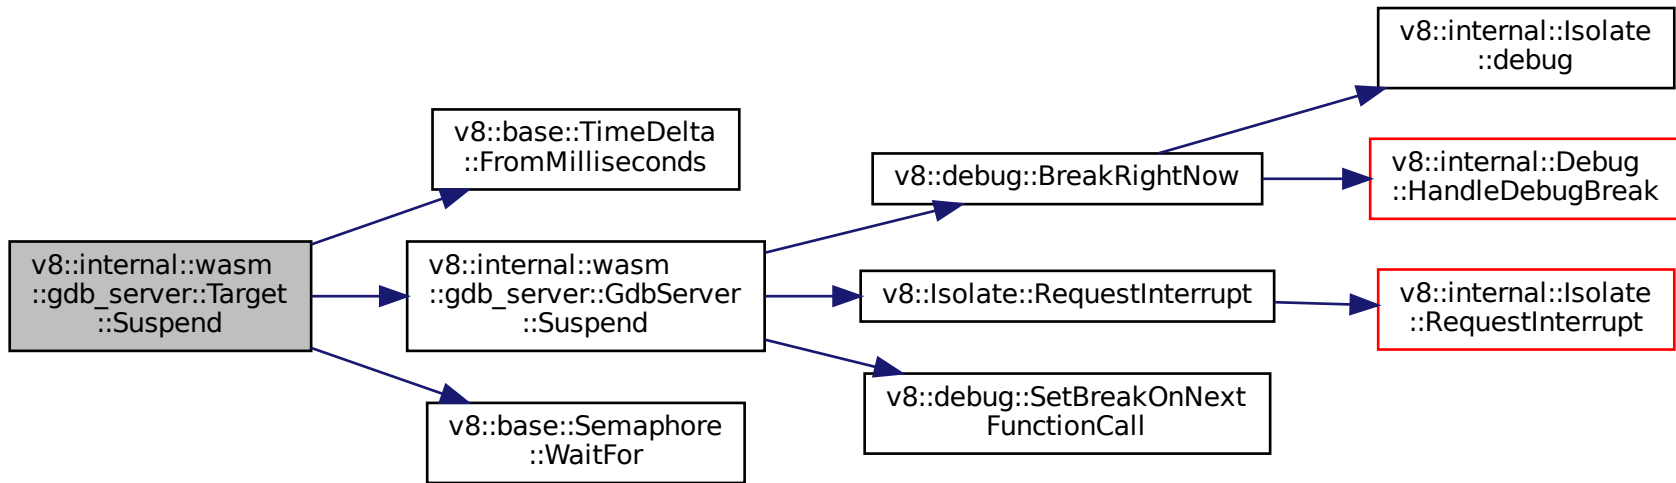 v8::internal::wasm
::gdb_server::Target
::Suspend
v8::base::TimeDelta
::FromMilliseconds
v8::internal::wasm
::gdb_server::GdbServer
::Suspend
v8::base::Semaphore
::WaitFor
v8::debug::BreakRightNow
v8::Isolate::RequestInterrupt
v8::debug::SetBreakOnNext
FunctionCall
v8::internal::Isolate
::debug
v8::internal::Debug
::HandleDebugBreak
v8::internal::Isolate
::RequestInterrupt